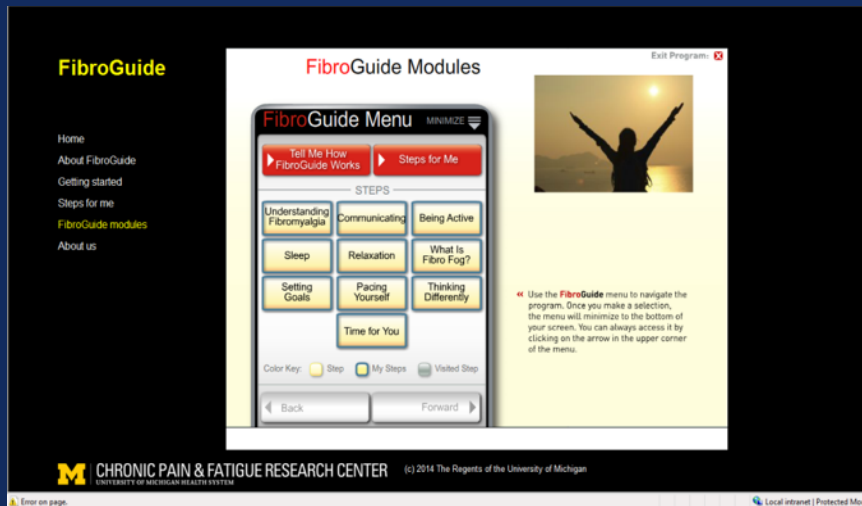 FibroGuide
Home
About FibroGuide
Getting started
Steps for me
FibroGuide modules
About us
Exit Program:
FibroGuide Modules
FibroGuide Menu
MINIMIZE
Tell Me How
FibroGuide Works
Steps for Me
STEPS
Understanding
Fibromyalgia
Communicating
Being Active
Sleep
Relaxation
What Is
Fibro Fog?
Setting
Goals
Pacing
Yourself
Thinking
Differently
Time for You
Color Key: Step My Steps Visited Step
Back
Forward
« Use the FibroGuide menu to navigate the
program. Once you make a selection,
the menu will minimize to the bottom of
your screen. You can always access it by
clicking on the arrow in the upper corner
of the menu.
M CHRONIC PAIN & FATIGUE RESEARCH CENTER
UNIVERSITY OF MICHIGAN HEALTH SYSTEM
(c) 2014 The Regents of the University of Michigan
Error on page.
Local intranet | Protected Mo